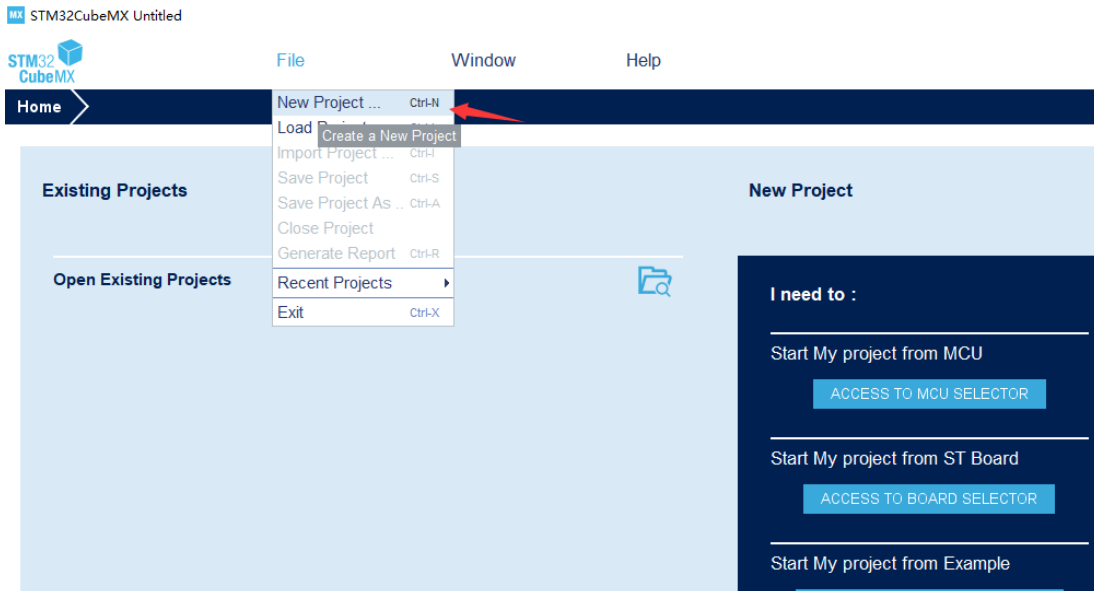 MX STM32CubeMX Untitled
STM32
CubeMX
File Window Help
Home
New Project ... Ctrl-N
Load
Create a New Project
Import Project ... Ctrl-I
Save Project Ctrl-S
Save Project As .. Ctrl-A
Close Project
Generate Report Ctrl-R
Recent Projects
Exit Ctrl-X
Existing Projects
Open Existing Projects
New Project
I need to :
Start My project from MCU
ACCESS TO MCU SELECTOR
Start My project from ST Board
ACCESS TO BOARD SELECTOR
Start My project from Example